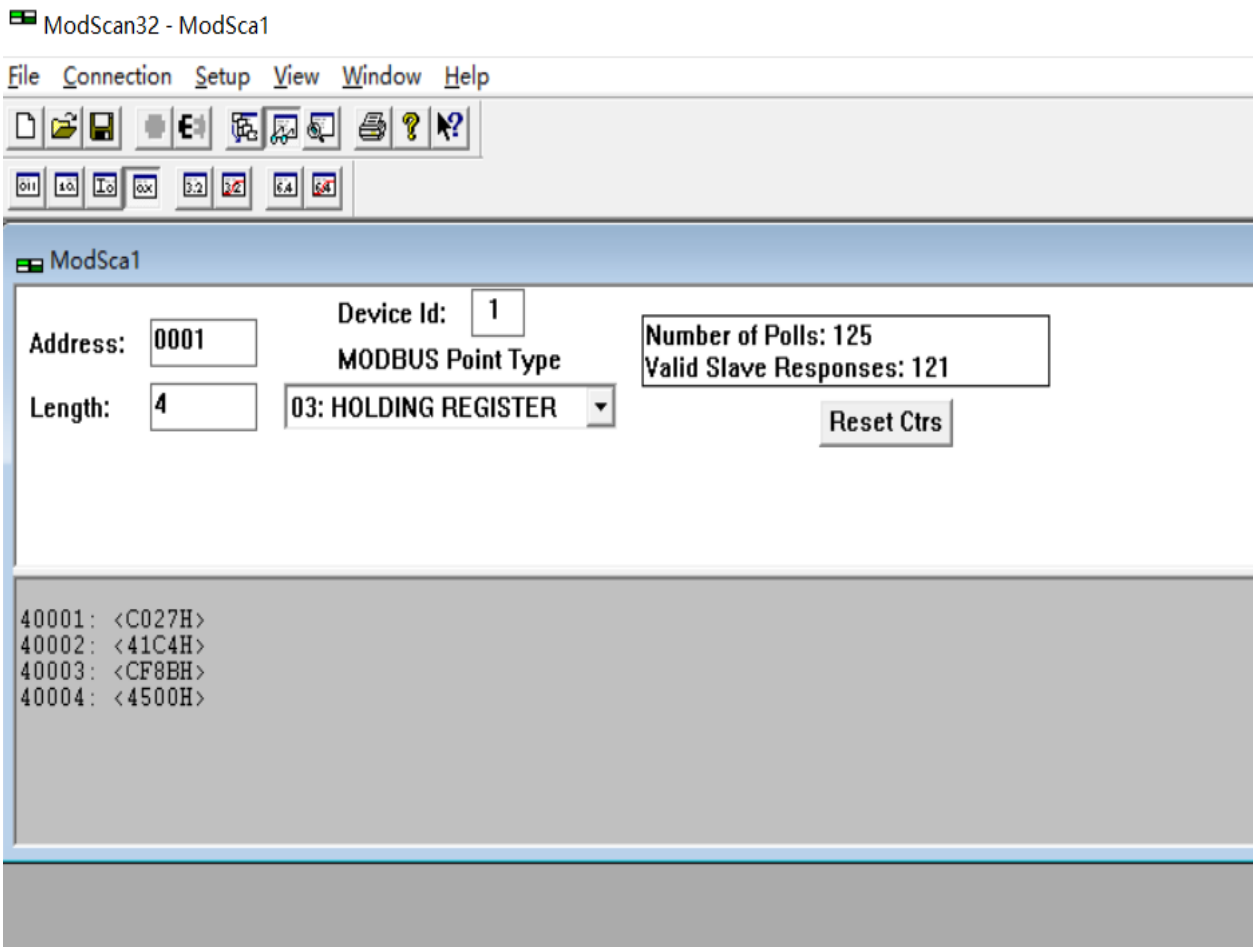 ModScan32 - ModSca1
File Connection Setup View Window Help
ModSca1
Device Id: 1
Address: 0001
MODBUS Point Type
Length: 4
03: HOLDING REGISTER
Number of Polls: 125
Valid Slave Responses: 121
Reset Ctrs
40001: <C027H>
40002: <41C4H>
40003: <CF8BH>
40004: <4500H>